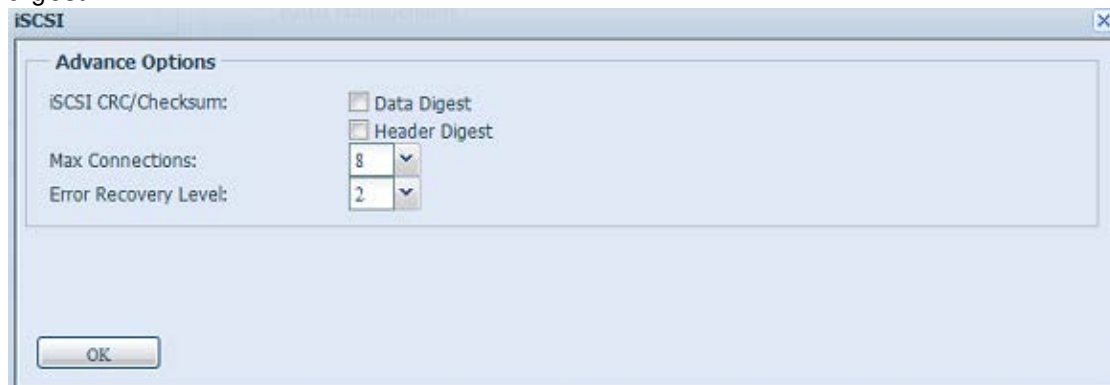 iSCSI
Advance Options
iSCSI CRC/Checksum:
Data Digest
Header Digest
Max Connections: 8
Error Recovery Level: 2
OK